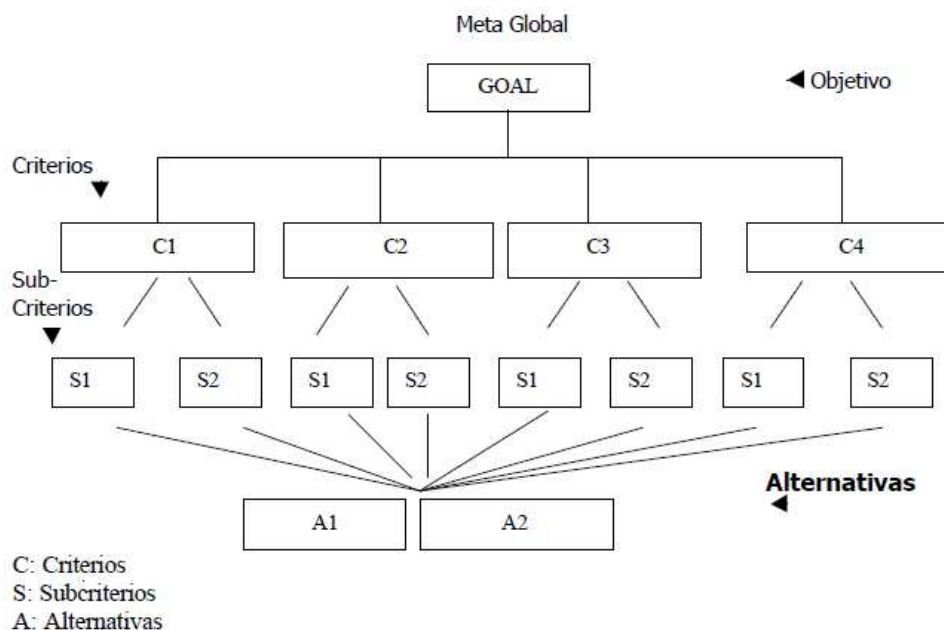 Meta Global
GOAL
Objetivo
Criterios
C1 C2 C3 C4
Sub-
Criterios
S1 S2 S1 S2 S1 S2 S1 S2
Alternativas
A1 A2
C: Criterios
S: Subcriterios
A: Alternativas